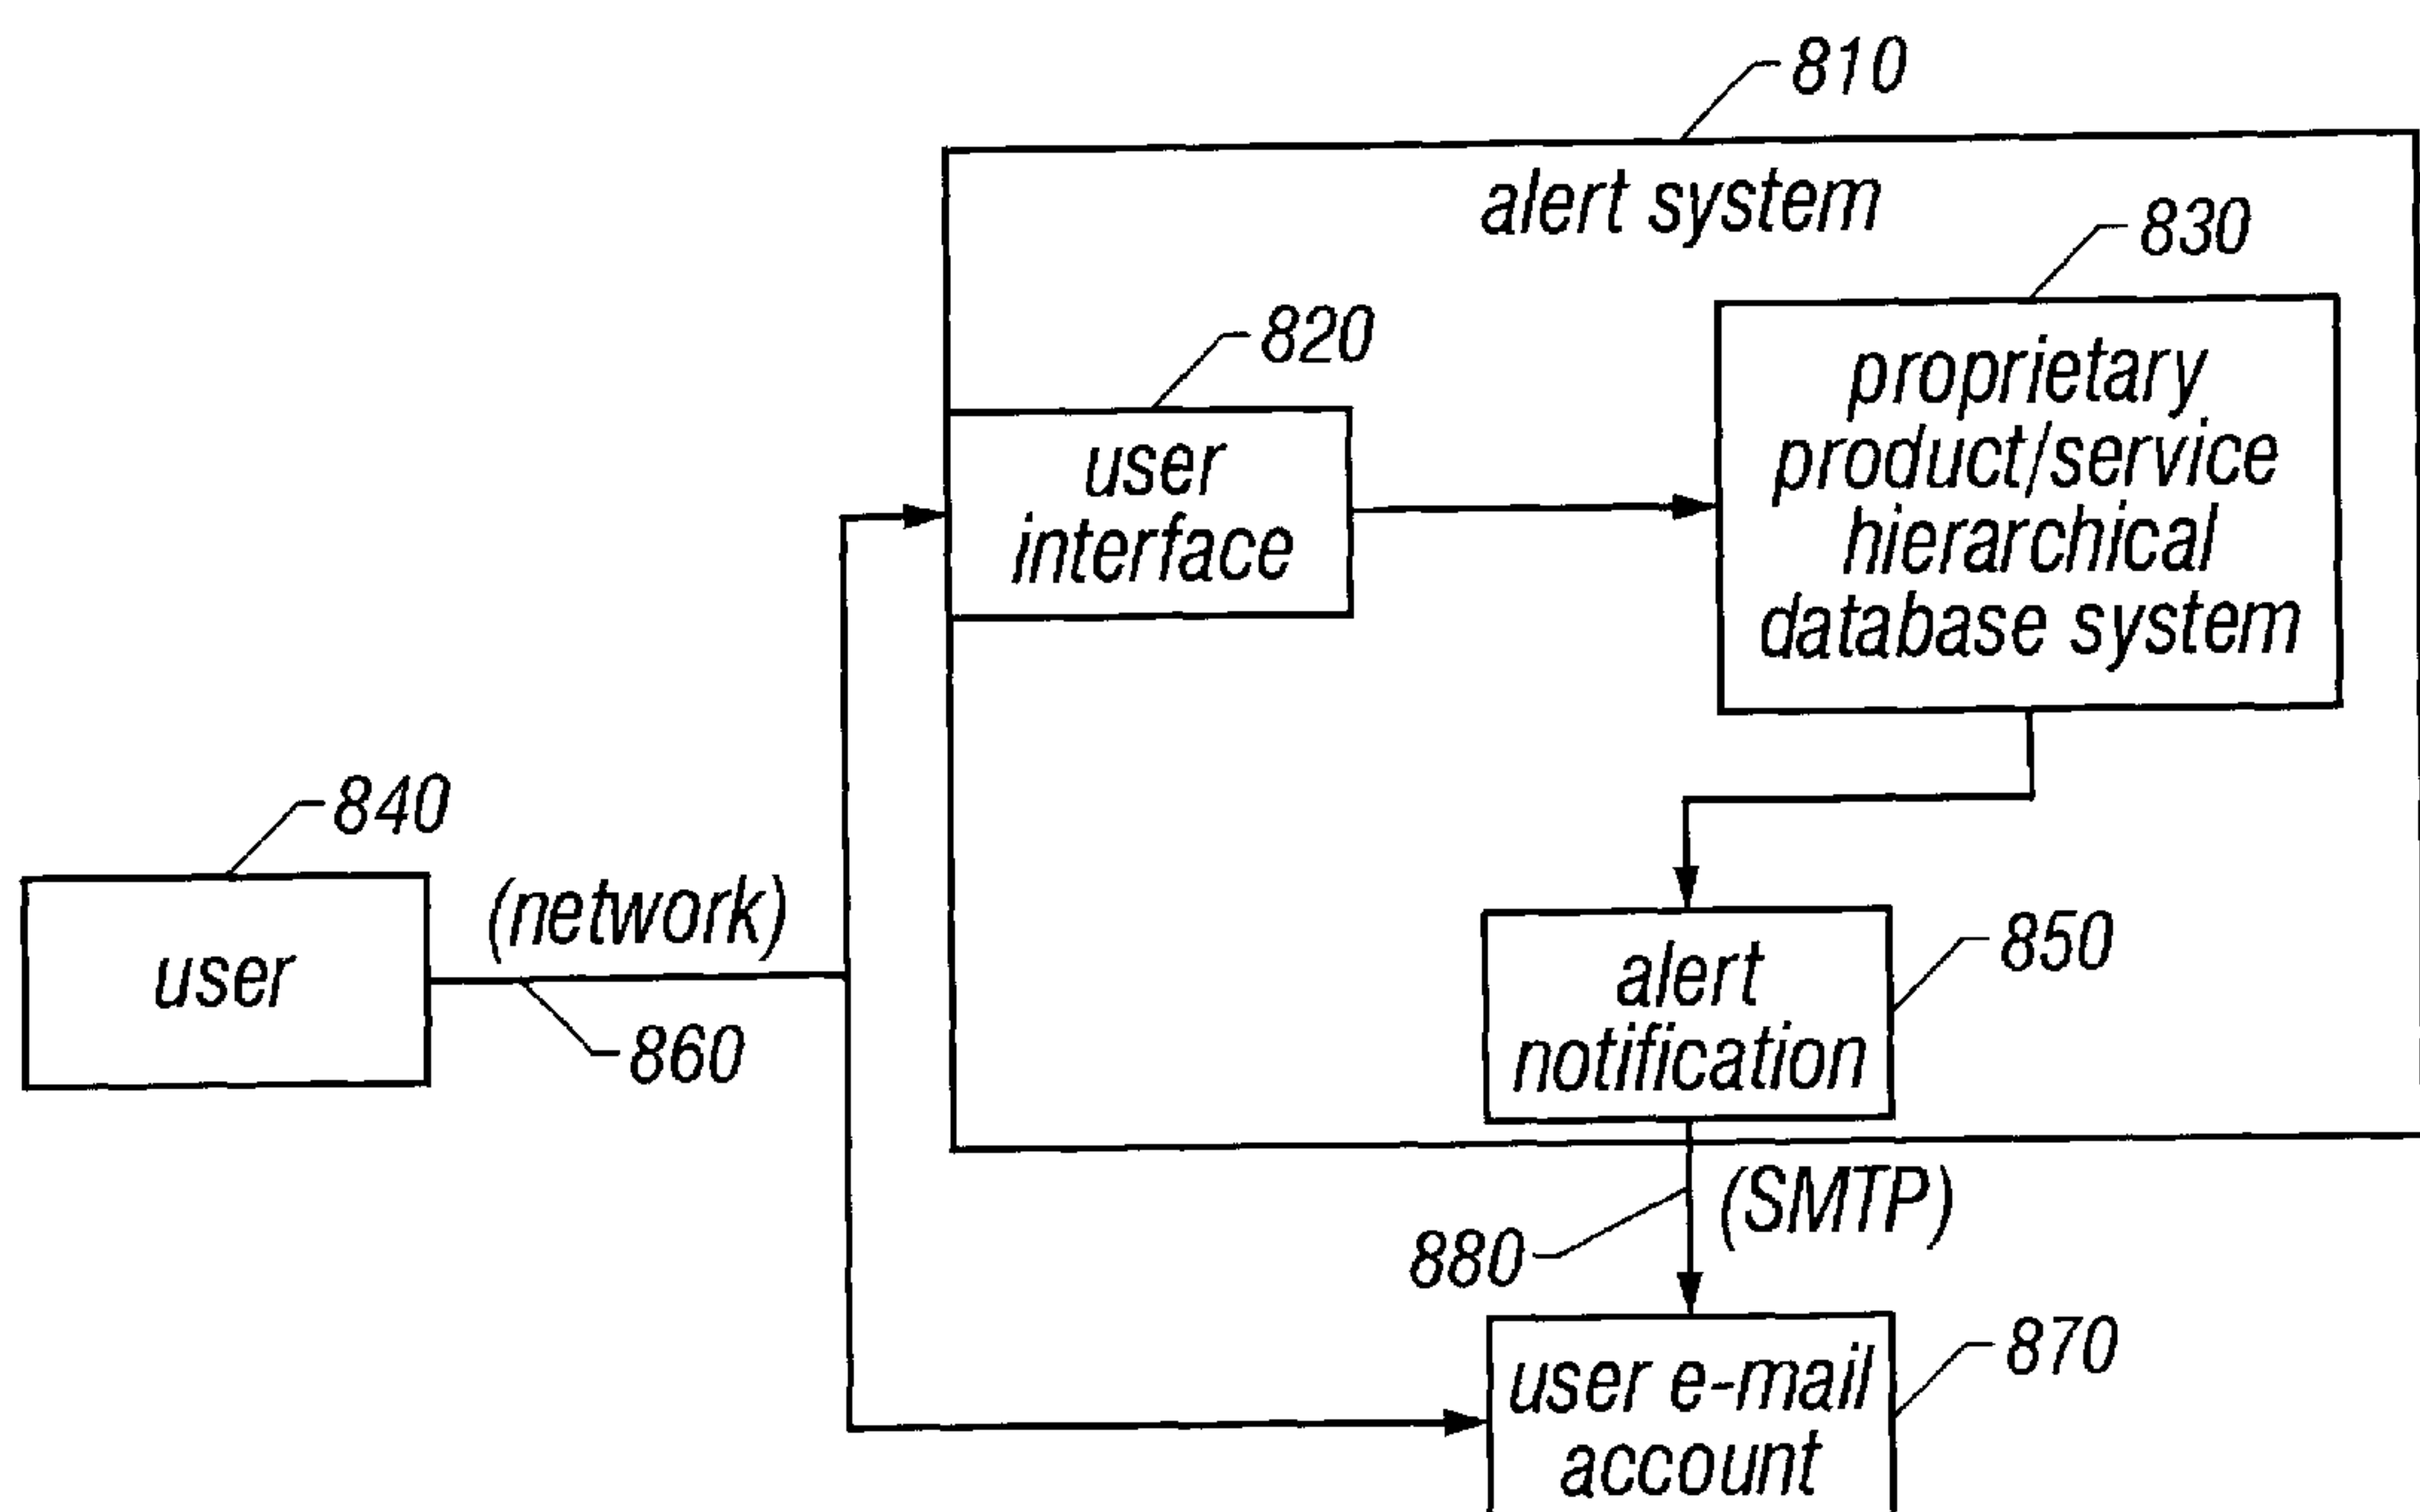 810
alert system
830
820
proprietary
product/service
hierarchical
database system
user
interface
840
(network)
user
860
850
alert
notification
(SMTP)
880
870
user e-mail
account